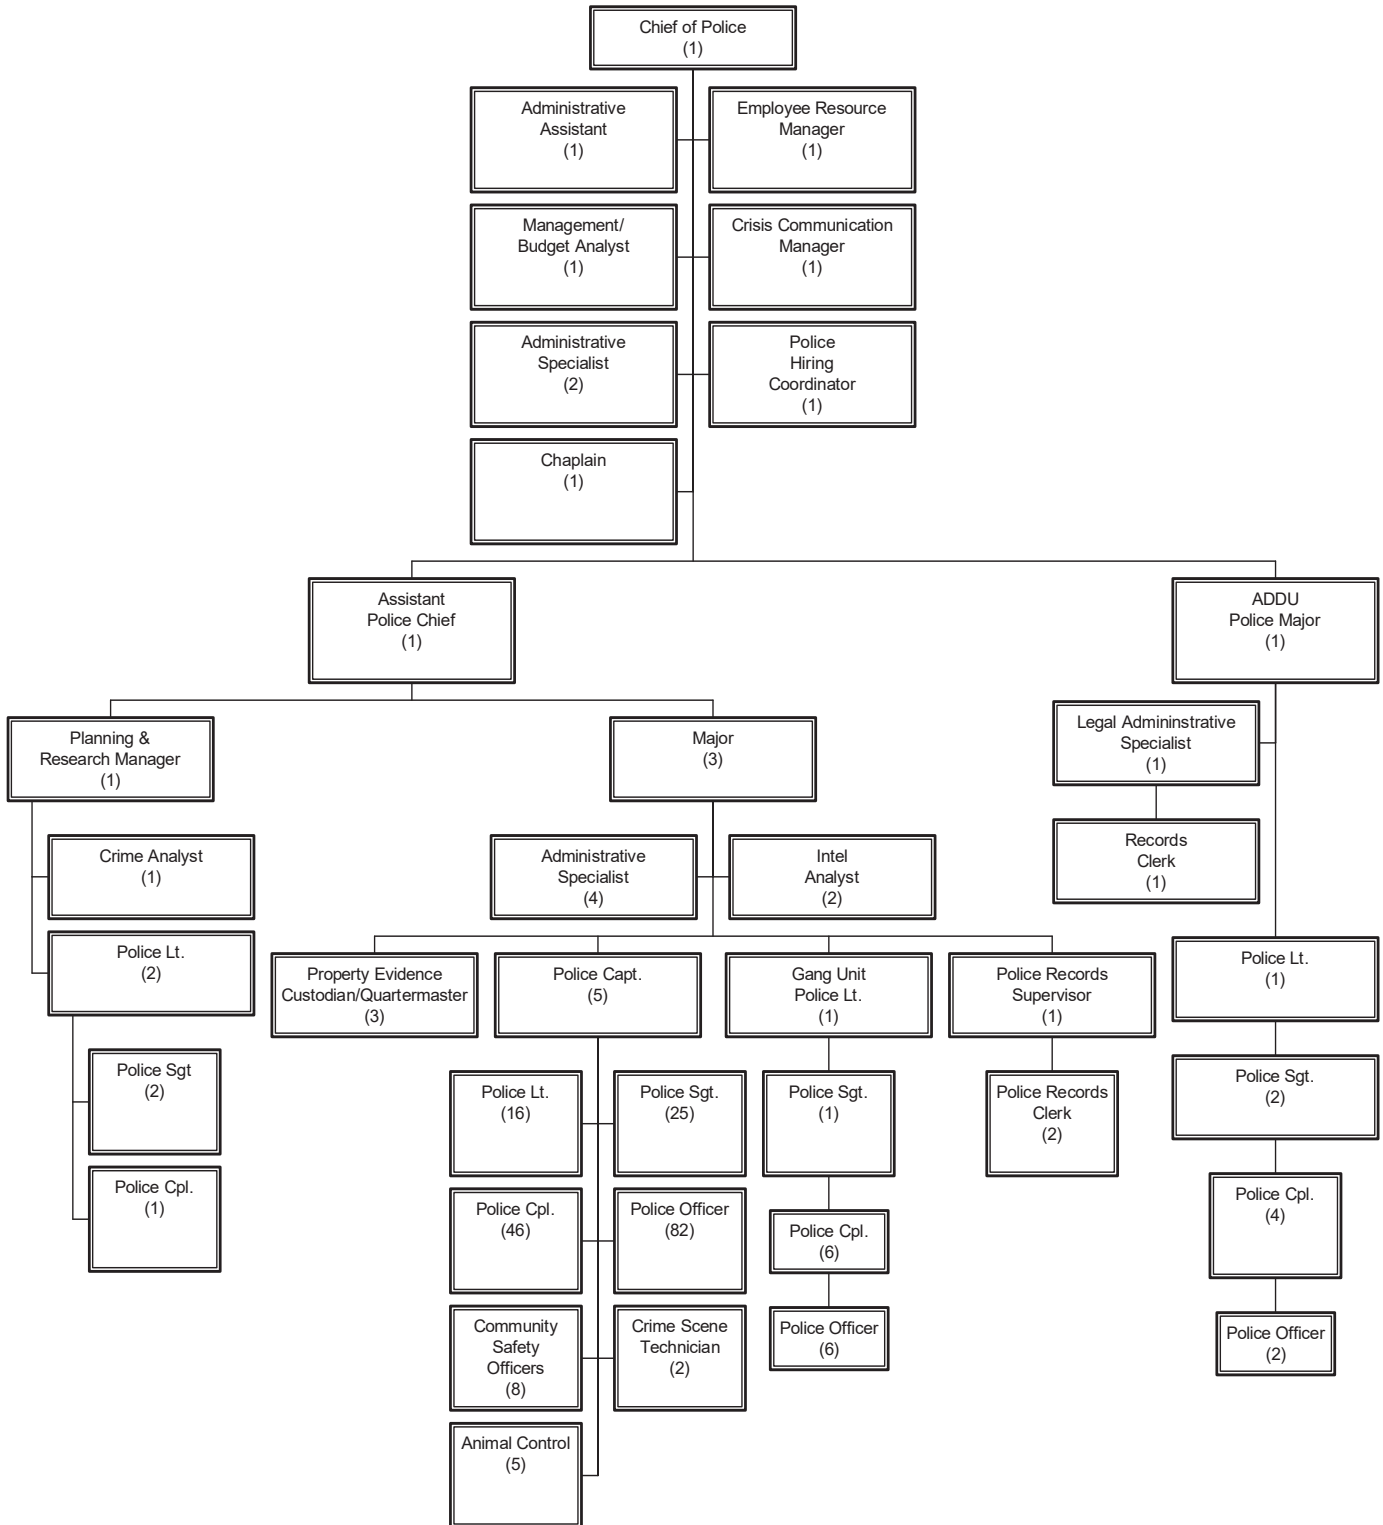 Chief of Police
(1)
Administrative
Assistant
(1)
Employee Resource
Manager
(1)
Management/
Budget Analyst
(1)
Crisis Communication
Manager
(1)
Administrative
Specialist
(2)
Police
Hiring
Coordinator
(1)
Chaplain
(1)
Assistant
Police Chief
(1)
ADDU
Police Major
(1)
Planning &
Research Manager
(1)
Major
(3)
Legal Admininstrative
Specialist
(1)
Crime Analyst
(1)
Administrative
Specialist
(4)
Intel
Analyst
(2)
Records
Clerk
(1)
Police Lt.
(2)
Property Evidence
Custodian/Quartermaster
(3)
Police Capt.
(5)
Gang Unit
Police Lt.
(1)
Police Records
Supervisor
(1)
Police Lt.
(1)
Police Sgt
(2)
Police Lt.
(16)
Police Sgt.
(25)
Police Sgt.
(1)
Police Records
Clerk
(2)
Police Sgt.
(2)
Police Cpl.
(1)
Police Cpl.
(46)
Police Officer
(82)
Police Cpl.
(6)
Police Cpl.
(4)
Community
Safety
Officers
(8)
Crime Scene
Technician
(2)
Police Officer
(6)
Police Officer
(2)
Animal Control
(5)